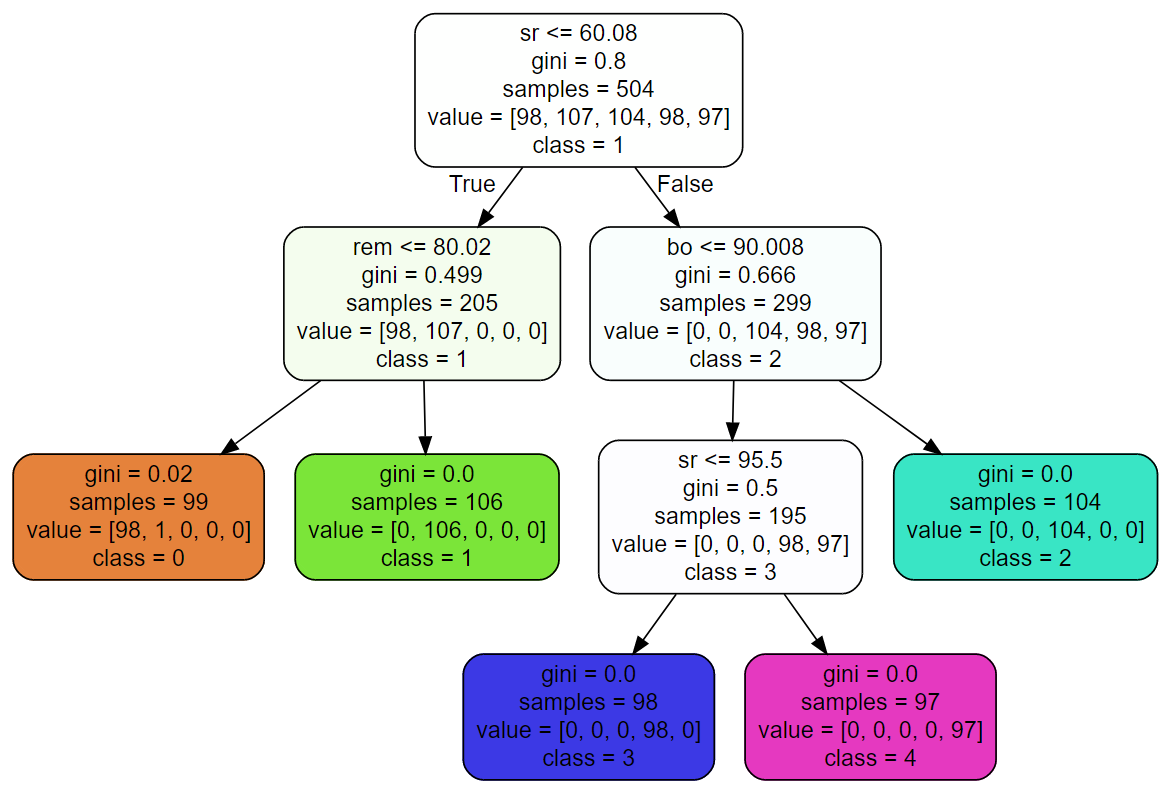 sr <= 60.08
gini = 0.8
samples = 504
value = [98, 107, 104, 98, 97]
class = 1
True
False
rem <= 80.02
gini = 0.499
samples = 205
value = [98, 107, 0, 0, 0]
class = 1
bo <= 90.008
gini = 0.666
samples = 299
value = [0, 0, 104, 98, 97]
class = 2
gini = 0.02
samples = 99
value = [98, 1, 0, 0, 0]
class = 0
gini = 0.0
samples = 106
value = [0, 106, 0, 0, 0]
class = 1
sr <= 95.5
gini = 0.5
samples = 195
value = [0, 0, 0, 98, 97]
class = 3
gini = 0.0
samples = 104
value = [0, 0, 104, 0, 0]
class = 2
gini = 0.0
samples = 98
value = [0, 0, 0, 98, 0]
class = 3
gini = 0.0
samples = 97
value = [0, 0, 0, 0, 97]
class = 4